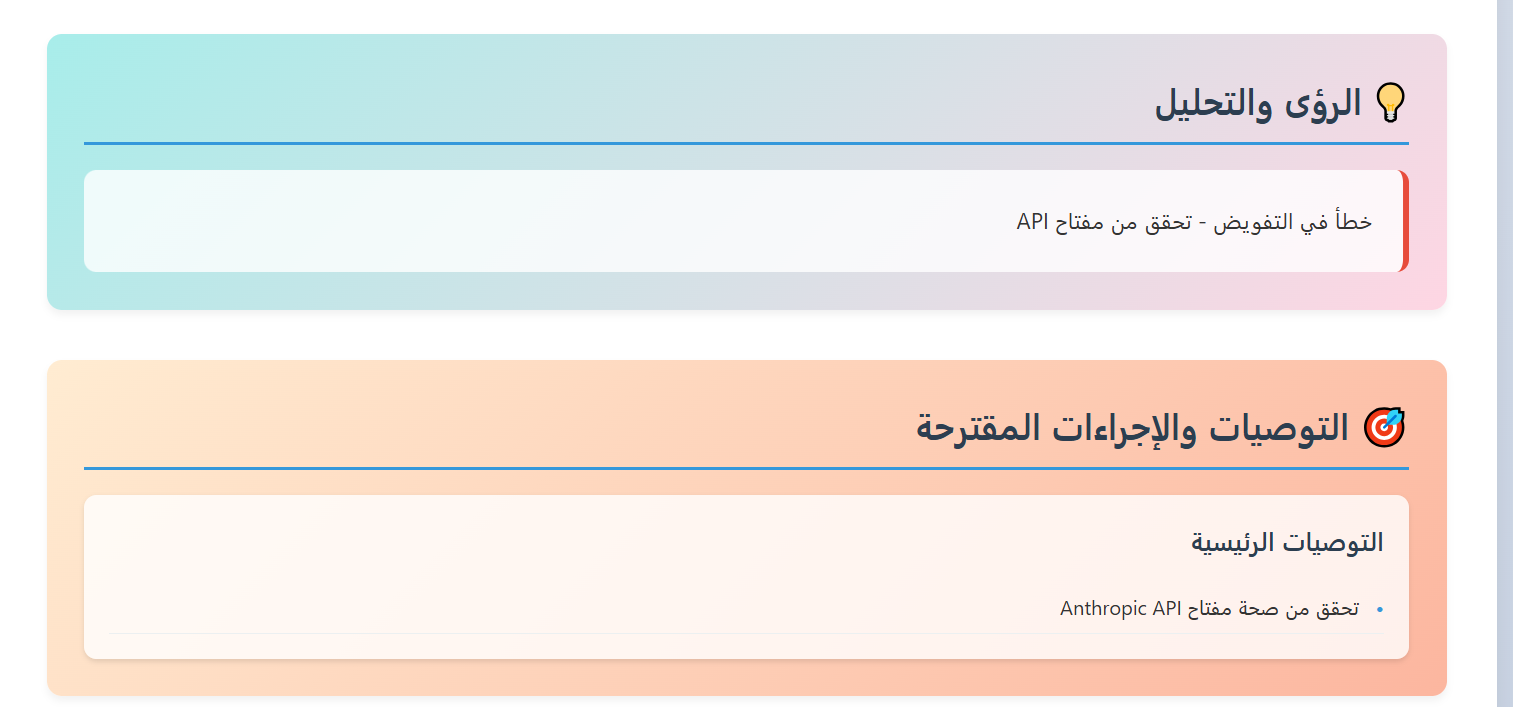 💡 الرؤى والتحليل
خطأ في التفويض - تحقق من مفتاح API
🎯 التوصيات والإجراءات المقترحة
التوصيات الرئيسية
• تحقق من صحة مفتاح Anthropic API